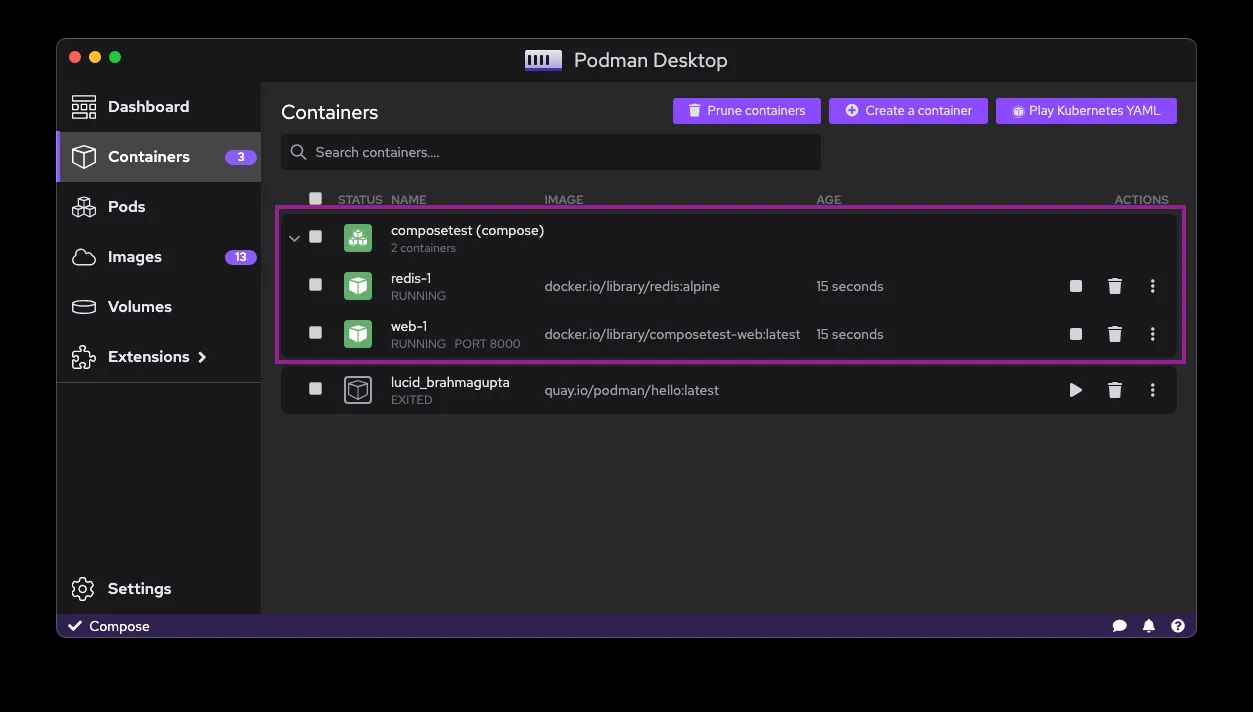 Podman Desktop
Dashboard
Containers 3
Pods
Images 13
Volumes
Extensions
Settings
Containers
Prune containers
Create a container
Play Kubernetes YAML
Search containers....
STATUS NAME IMAGE AGE ACTIONS
composetest (compose)
2 containers
redis-1
RUNNING
docker.io/library/redis:alpine
15 seconds
web-1
RUNNING PORT 8000
docker.io/library/composetest-web:latest
15 seconds
lucid_brahmagupta
EXITED
quay.io/podman/hello:latest
Compose